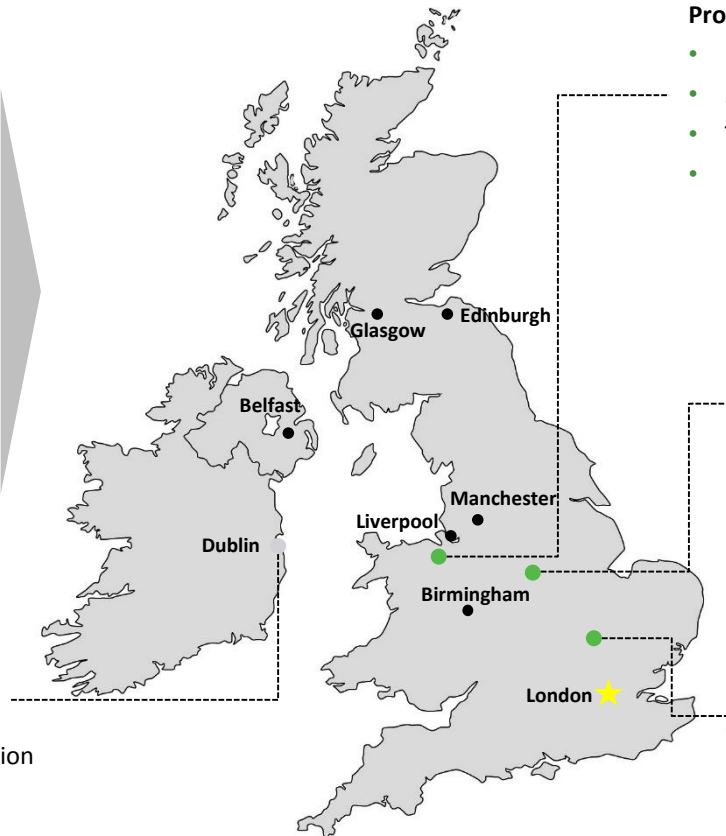 Pro
Edinburgh
Glasgow
Belfast
Manchester
Liverpool
Dublin
Birmingham
London
ion